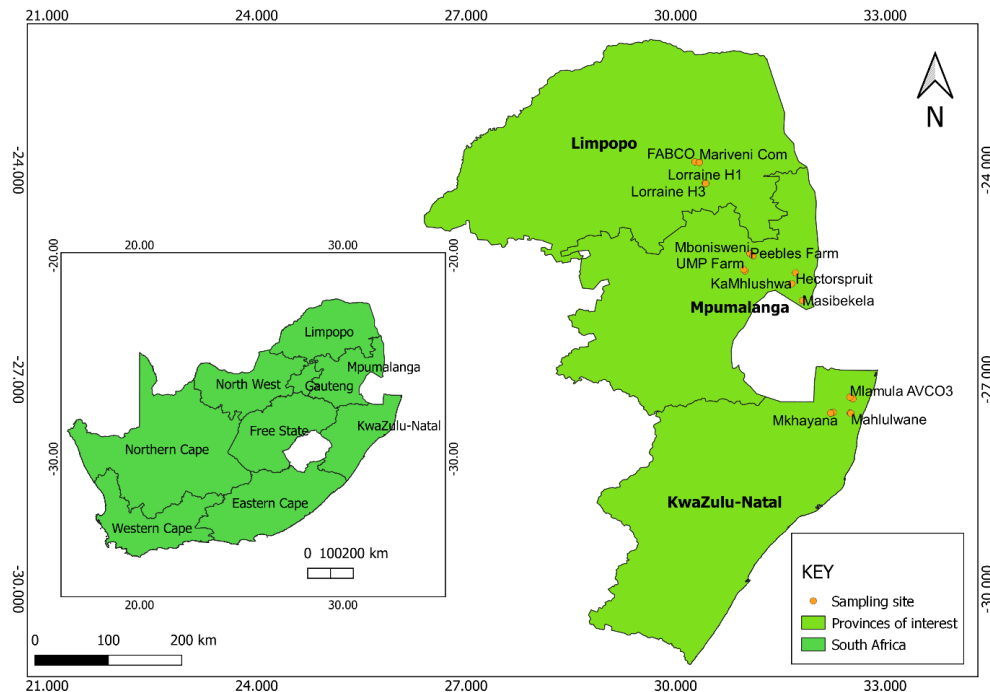 21.000 24.000 27.000 30.000 33.000
-24.000
-27.000
-30.000
N
Limpopo
FABCO Mariveni Com
Lorraine H1
Lorraine H3
Mbonisweni
Peebles Farm
UMP Farm
Hectorspruit
KaMhlushwa
Masibekela
Mpumalanga
Mlamula AVCO3
Mkhayana
Mahlulwane
KwaZulu-Natal
20.00 30.00
-20.00
-30.00
Limpopo
Mpumalanga
North West
Gauteng
KwaZulu-Natal
Free State
Northern Cape
Eastern Cape
Western Cape
0 100200 km
20.00 30.00
-20.00
-30.00
0 100 200 km
KEY
Sampling site
Provinces of interest
South Africa
-24.000
-27.000
-30.000
21.000 24.000 27.000 30.000 33.000